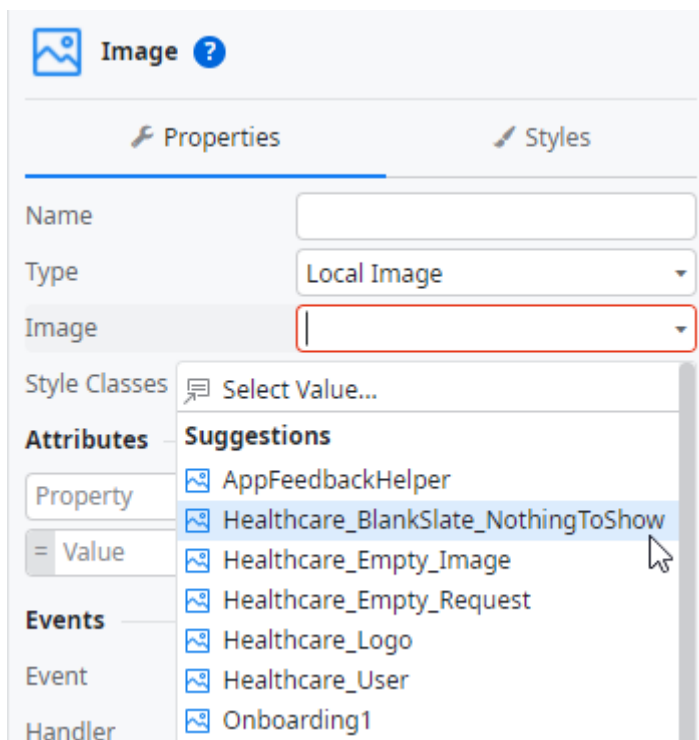 Image ?
Properties Styles
Name
Type Local Image
Image
Style Classes Select Value...
Attributes Suggestions
Property AppFeedbackHelper
Healthcare_BlankSlate_NothingToShow
= Value Healthcare_Empty_Image
Healthcare_Empty_Request
Events Healthcare_Logo
Event Healthcare_User
Handler Onboarding1